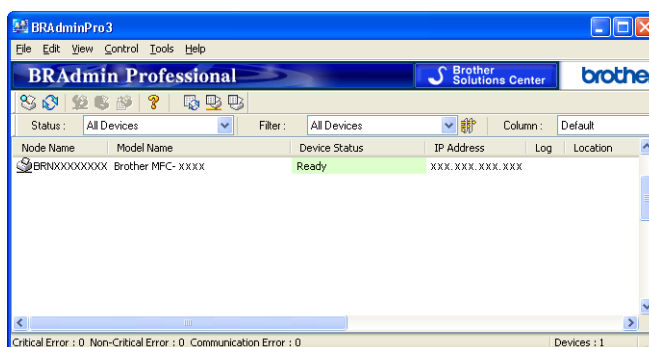 BRAdminPro3
File Edit View Control Tools Help
BRAdmin Professional Brother Solutions Center brothe
Status : All Devices Filter : All Devices Column : Default
Node Name Model Name Device Status IP Address Log Location
BRNXXXXXXXX Brother MFC- xxxx Ready XXX.XXX.XXX.XXX
Critical Error : 0 Non-Critical Error : 0 Communication Error : 0 Devices : 1